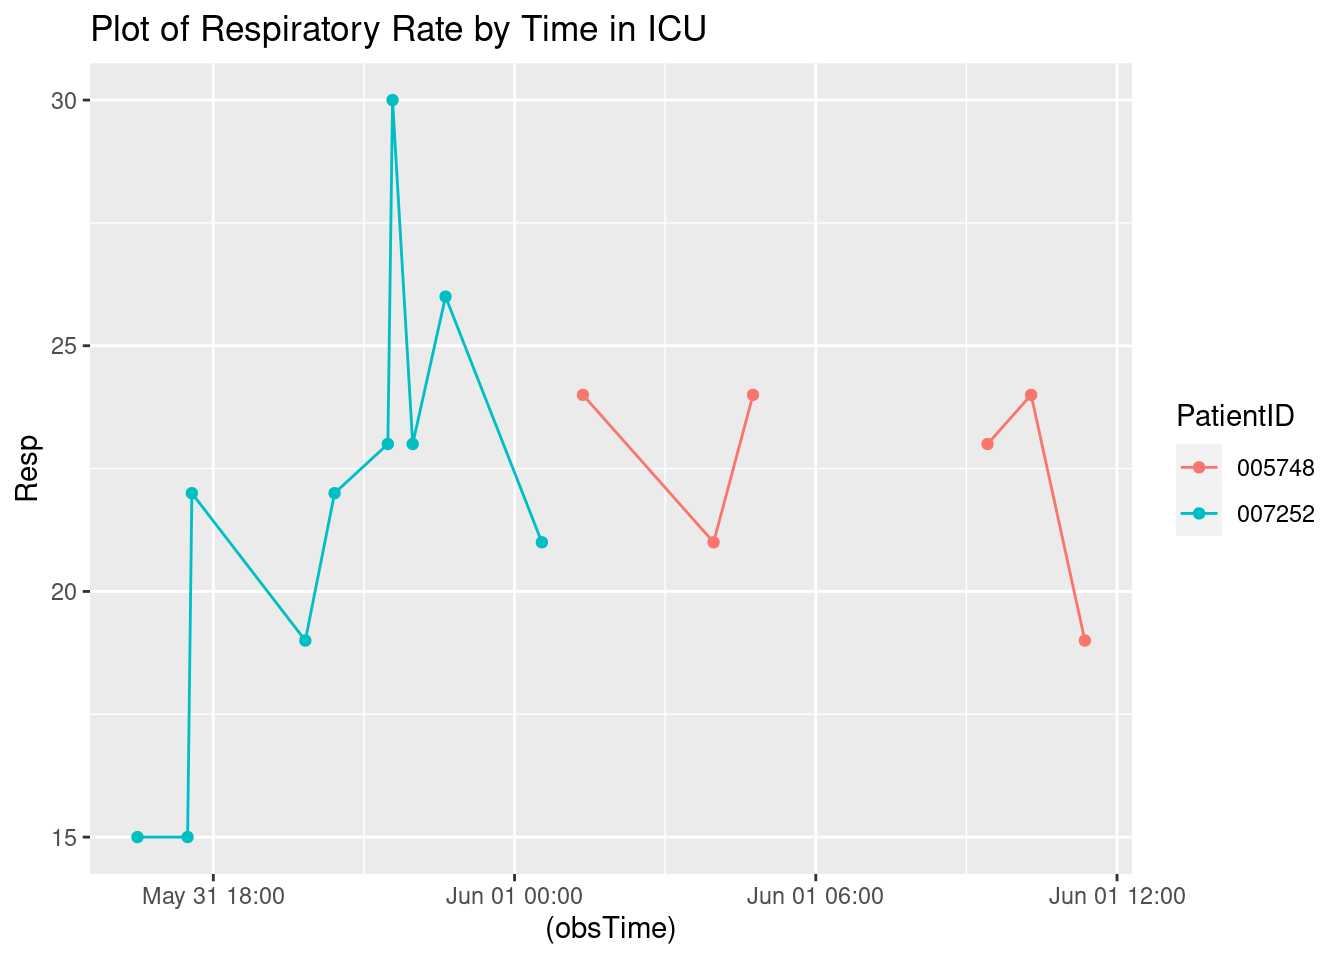 Plot of Respiratory Rate by Time in ICU
30
25
20
15
Resp
May 31 18:00
Jun 01 00:00
Jun 01 06:00
Jun 01 12:00
(obsTime)
PatientID
005748
007252